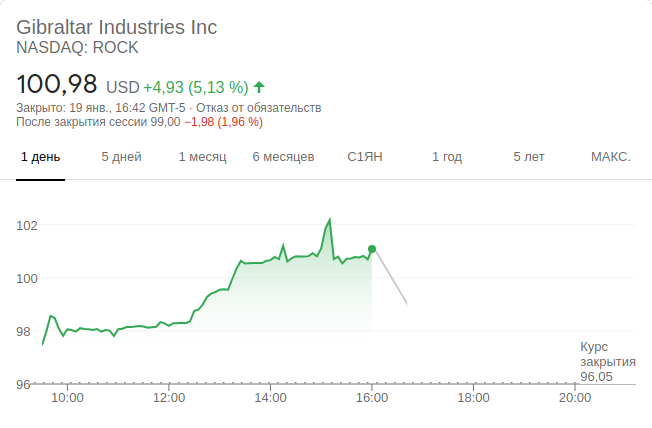 Gibraltar Industries Inc
NASDAQ: ROCK
100,98 USD +4,93 (5,13 %)
Закрыто: 19 янв., 16:42 GMT-5 · Отказ от обязательств
После закрытия сессии 99,00 −1,98 (1,96 %)
1 день 5 дней 1 месяц 6 месяцев С1ЯН 1 год 5 лет МАКС.
102
100
98
Курс
закрытия
96,05
96
10:00 12:00 14:00 16:00 18:00 20:00